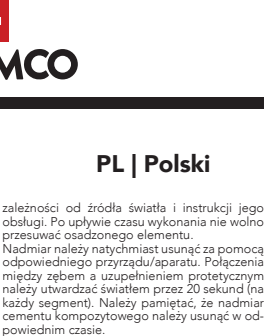 MCO
PL | Polski
zależności od źródła światła i instrukcji jego
obsługi. Po upływie czasu wykonania nie wolno
przesuwać osadzonego elementu.
Nadmiar należy natychmiast usunąć za pomocą
odpowiedniego przyrządu/aparatu. Połączenia
między zębem a uzupełnieniem protetycznym
należy utwardzać światłem przez 20 sekund (na
każdy segment). Należy pamiętać, że nadmiar
cementu kompozytowego należy usunąć w od-
powiednim czasie.